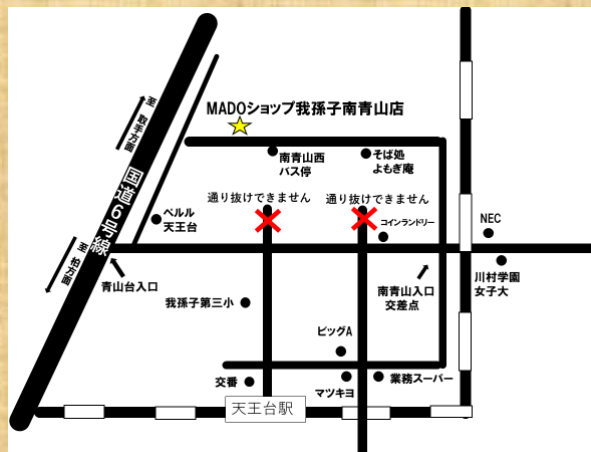 MADOショップ我孫子南青山店
至 取手方面
国道6号線
至 柏方面
南青山西
バス停
そば処
よもぎ庵
通り抜けできません
通り抜けできません
ベルル
天王台
コインランドリー
NEC
青山台入口
南青山入口
交差点
川村学園
女子大
我孫子第三小
ビッグA
交番
マツキヨ
業務スーパー
天王台駅